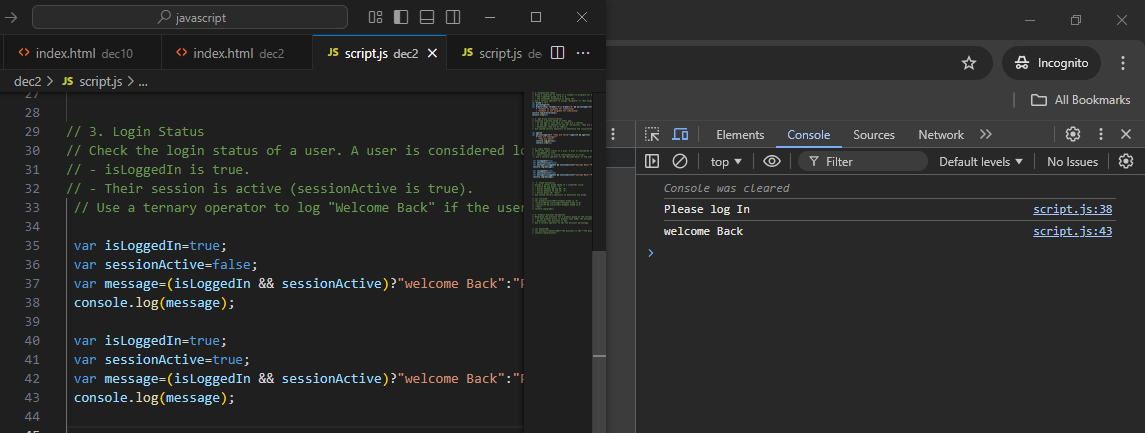 javascript
index.html dec10
index.html dec2
JS script.js dec2
JS script.js de
dec2 > JS script.js > ...
27
28
29 // 3. Login Status
30 // Check the login status of a user. A user is considered lo
31 // - isLoggedIn is true.
32 // - Their session is active (sessionActive is true).
33 // Use a ternary operator to log "Welcome Back" if the user
34
35 var isLoggedIn=true;
36 var sessionActive=false;
37 var message=(isLoggedIn && sessionActive)?"welcome Back":"P
38 console.log(message);
39
40 var isLoggedIn=true;
41 var sessionActive=true;
42 var message=(isLoggedIn && sessionActive)?"welcome Back":"P
43 console.log(message);
44
45
Incognito
All Bookmarks
Elements Console Sources Network
top Filter Default levels No Issues
Console was cleared
Please log In script.js:38
welcome Back script.js:43